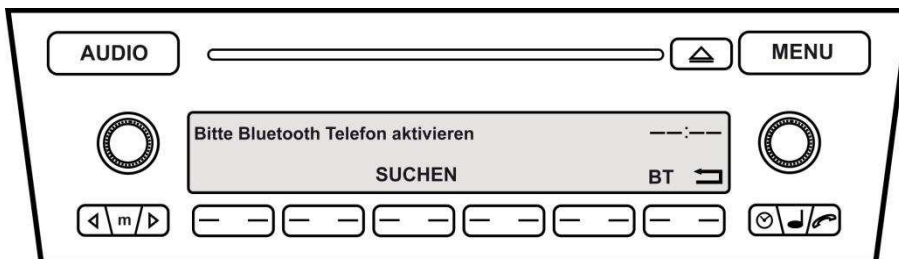 AUDIO
MENU
Bitte Bluetooth Telefon aktivieren --:--
SUCHEN BT
m